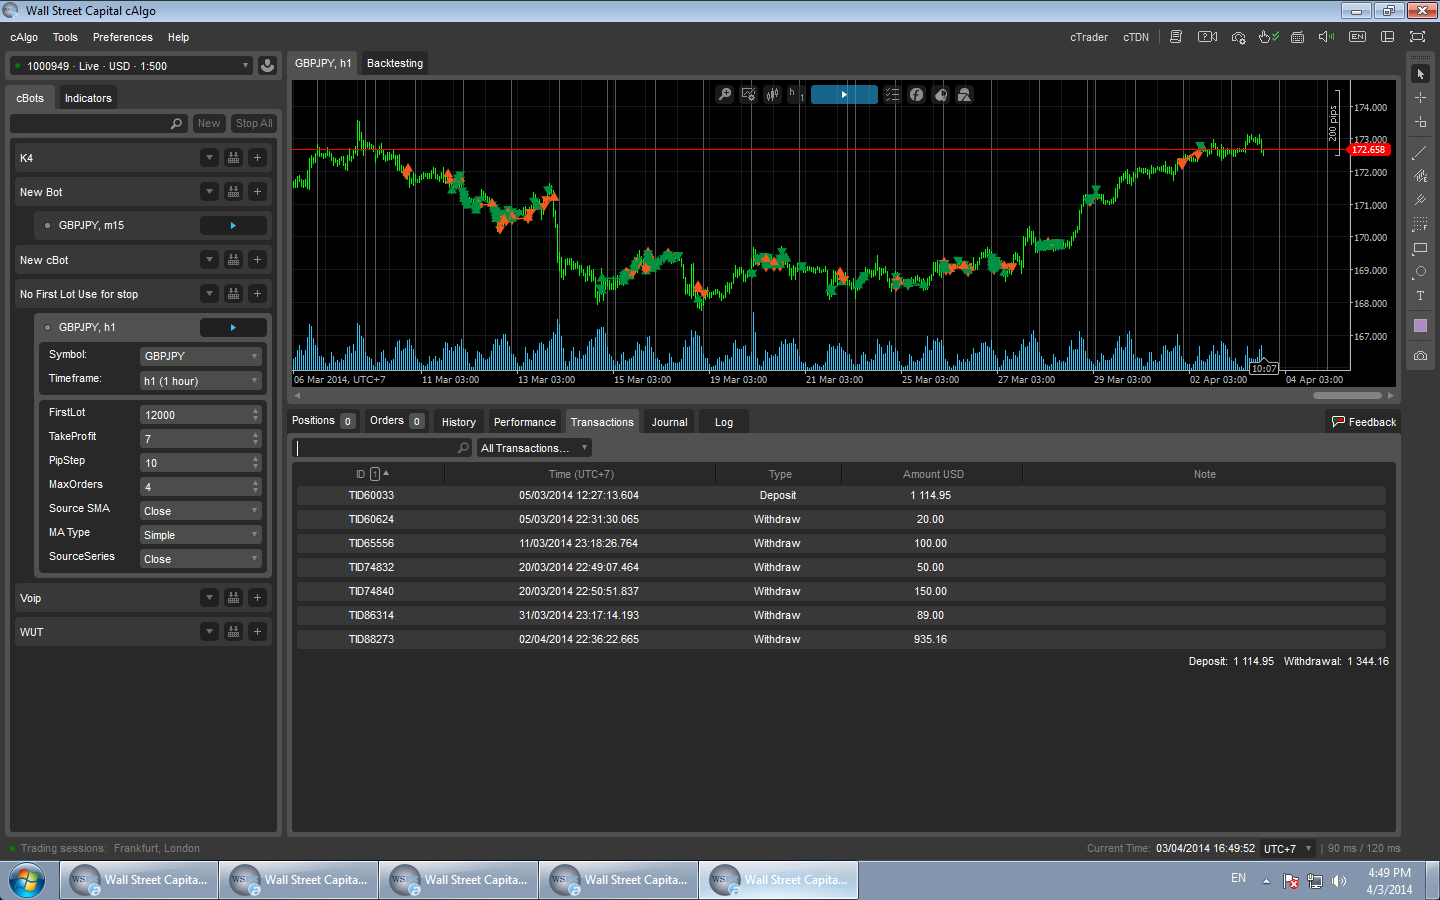 Wall Street Capital cAlgo
cAlgo Tools Preferences Help
cTrader cTDN EN
1000949 · Live · USD · 1:500
GBPJPY, h1 Backtesting
cBots Indicators
New Stop All
K4
New Bot
GBPJPY, m15
New cBot
No First Lot Use for stop
GBPJPY, h1
Symbol: GBPJPY
Timeframe: h1 (1 hour)
FirstLot 12000
TakeProfit 7
PipStep 10
MaxOrders 4
Source SMA Close
MA Type Simple
SourceSeries Close
Voip
WUT
h1
200 pips
174.000
173.000
172.658
172.000
171.000
170.000
169.000
168.000
167.000
10:07
06 Mar 2014, UTC+7 11 Mar 03:00 13 Mar 03:00 15 Mar 03:00 19 Mar 03:00 21 Mar 03:00 25 Mar 03:00 27 Mar 03:00 29 Mar 03:00 02 Apr 03:00 04 Apr 03:00
Positions 0 Orders 0 History Performance Transactions Journal Log Feedback
All Transactions...
ID 1 Time (UTC+7) Type Amount USD Note
TID60033 05/03/2014 12:27:13.604 Deposit 1 114.95
TID60624 05/03/2014 22:31:30.065 Withdraw 20.00
TID65556 11/03/2014 23:18:26.764 Withdraw 100.00
TID74832 20/03/2014 22:49:07.464 Withdraw 50.00
TID74840 20/03/2014 22:50:51.837 Withdraw 150.00
TID86314 31/03/2014 23:17:14.193 Withdraw 89.00
TID88273 02/04/2014 22:36:22.665 Withdraw 935.16
Deposit: 1 114.95 Withdrawal: 1 344.16
Trading sessions: Frankfurt, London
Current Time: 03/04/2014 16:49:52 UTC+7 | 90 ms / 120 ms
Wall Street Capita... Wall Street Capita... Wall Street Capita... Wall Street Capita... Wall Street Capita...
EN
4:49 PM
4/3/2014